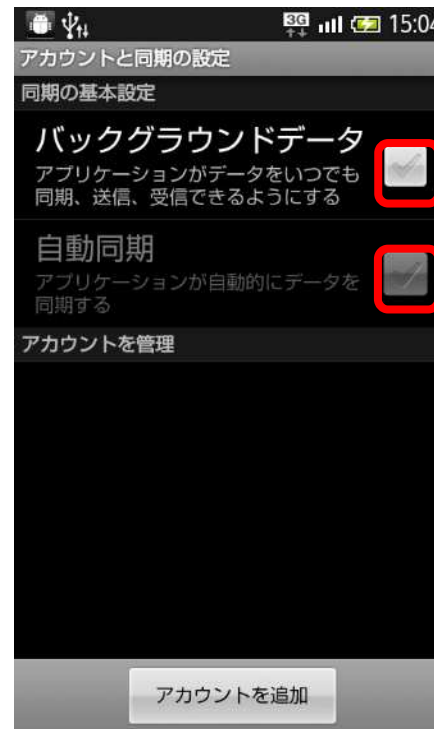 3G 15:04
アカウントと同期の設定
同期の基本設定
バックグラウンドデータ
アプリケーションがデータをいつでも
同期、送信、受信できるようにする
自動同期
アプリケーションが自動的にデータを
同期する
アカウントを管理
アカウントを追加